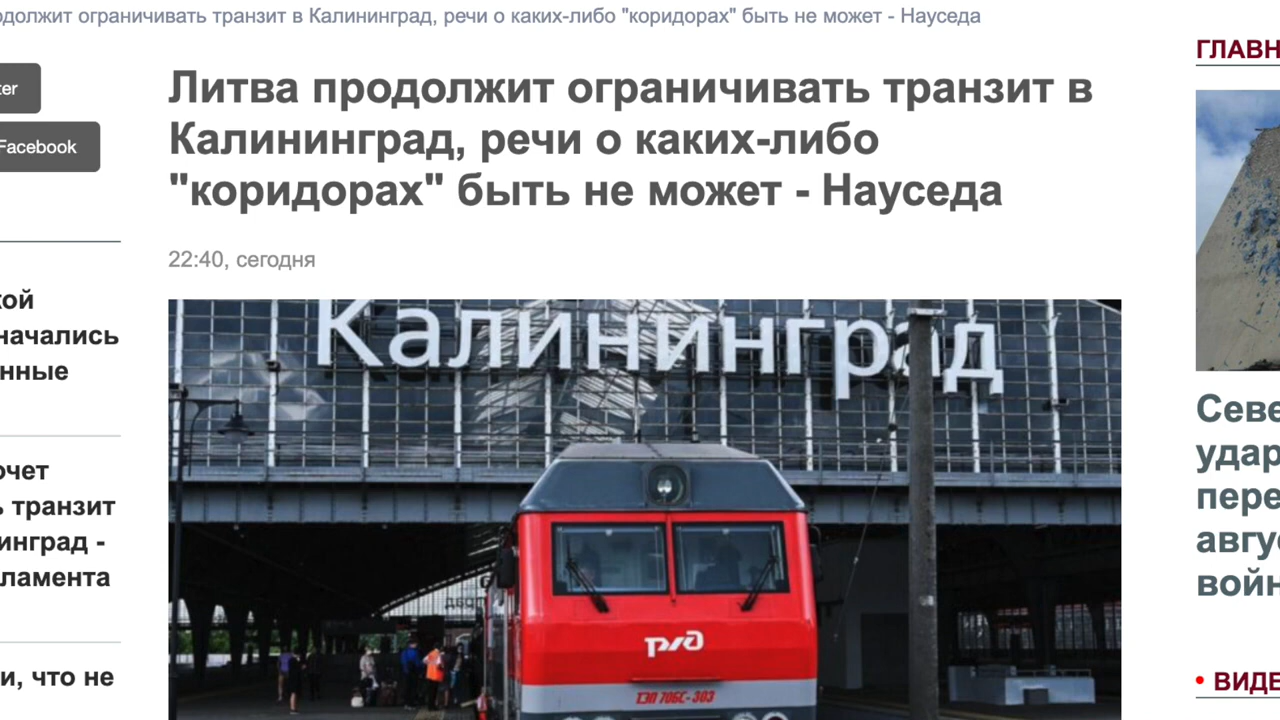 должит ограничивать транзит в Калининград, речи о каких-либо "коридорах" быть не может - Науседа
ter
Facebook
Литва продолжит ограничивать транзит в
Калининград, речи о каких-либо
"коридорах" быть не может - Науседа
22:40, сегодня
кой
начались
нные
очет
ь транзит
инград -
ламента
и, что не
Калининград
ржд
ТЭП 70БС-303
ГЛАВН
Севе
удар
пере
авгу
войн
• ВИДЕ